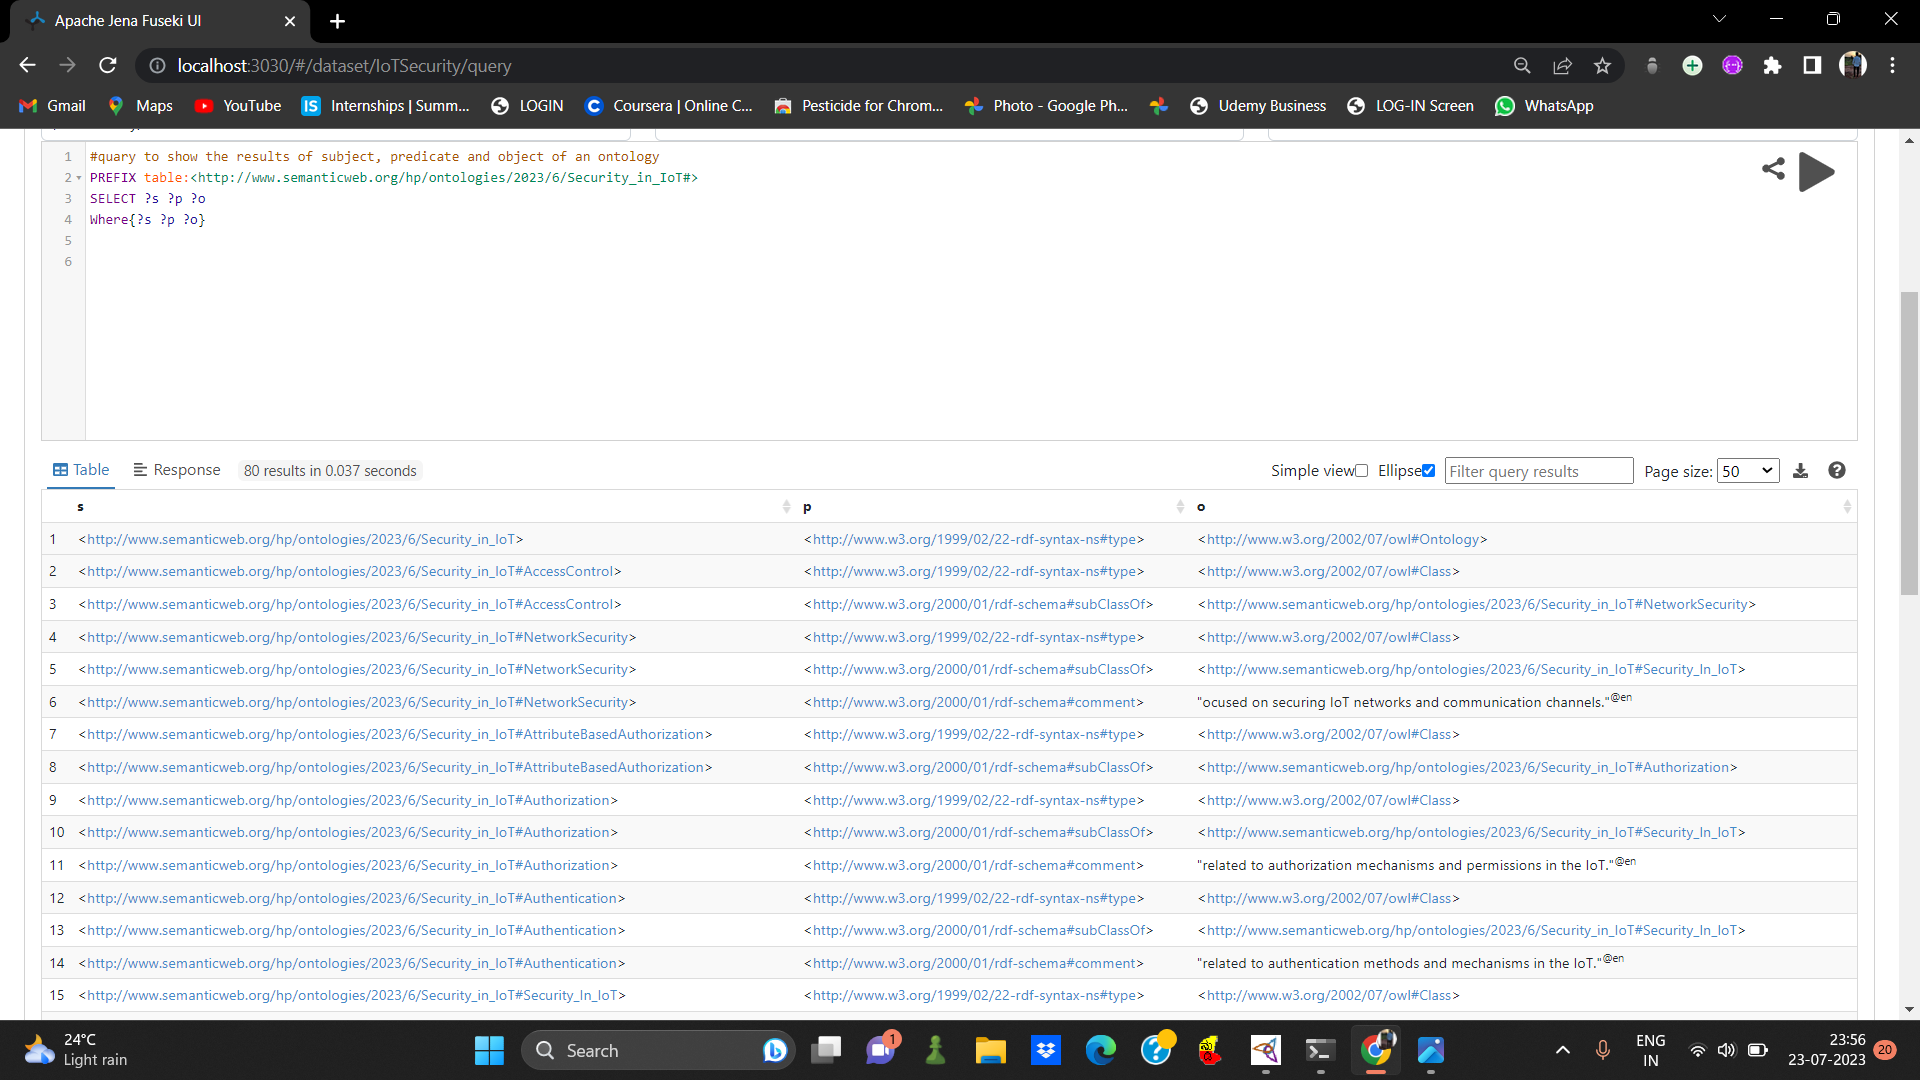 Apache Jena Fuseki UI
localhost:3030/#/dataset/IoTSecurity/query
Gmail Maps YouTube IS Internships | Summ... LOGIN Coursera | Online C... Pesticide for Chrom... Photo - Google Ph... Udemy Business LOG-IN Screen WhatsApp
1 #quary to show the results of subject, predicate and object of an ontology
2 PREFIX table:<http://www.semanticweb.org/hp/ontologies/2023/6/Security_in_IoT#>
3 SELECT ?s ?p ?o
4 Where{?s ?p ?o}
5
6
Table Response 80 results in 0.037 seconds Simple view Ellipse Filter query results Page size: 50
s p o
1 <http://www.semanticweb.org/hp/ontologies/2023/6/Security_in_IoT> <http://www.w3.org/1999/02/22-rdf-syntax-ns#type> <http://www.w3.org/2002/07/owl#Ontology>
2 <http://www.semanticweb.org/hp/ontologies/2023/6/Security_in_IoT#AccessControl> <http://www.w3.org/1999/02/22-rdf-syntax-ns#type> <http://www.w3.org/2002/07/owl#Class>
3 <http://www.semanticweb.org/hp/ontologies/2023/6/Security_in_IoT#AccessControl> <http://www.w3.org/2000/01/rdf-schema#subClassOf> <http://www.semanticweb.org/hp/ontologies/2023/6/Security_in_IoT#NetworkSecurity>
4 <http://www.semanticweb.org/hp/ontologies/2023/6/Security_in_IoT#NetworkSecurity> <http://www.w3.org/1999/02/22-rdf-syntax-ns#type> <http://www.w3.org/2002/07/owl#Class>
5 <http://www.semanticweb.org/hp/ontologies/2023/6/Security_in_IoT#NetworkSecurity> <http://www.w3.org/2000/01/rdf-schema#subClassOf> <http://www.semanticweb.org/hp/ontologies/2023/6/Security_in_IoT#Security_In_IoT>
6 <http://www.semanticweb.org/hp/ontologies/2023/6/Security_in_IoT#NetworkSecurity> <http://www.w3.org/2000/01/rdf-schema#comment> "ocused on securing IoT networks and communication channels."@en
7 <http://www.semanticweb.org/hp/ontologies/2023/6/Security_in_IoT#AttributeBasedAuthorization> <http://www.w3.org/1999/02/22-rdf-syntax-ns#type> <http://www.w3.org/2002/07/owl#Class>
8 <http://www.semanticweb.org/hp/ontologies/2023/6/Security_in_IoT#AttributeBasedAuthorization> <http://www.w3.org/2000/01/rdf-schema#subClassOf> <http://www.semanticweb.org/hp/ontologies/2023/6/Security_in_IoT#Authorization>
9 <http://www.semanticweb.org/hp/ontologies/2023/6/Security_in_IoT#Authorization> <http://www.w3.org/1999/02/22-rdf-syntax-ns#type> <http://www.w3.org/2002/07/owl#Class>
10 <http://www.semanticweb.org/hp/ontologies/2023/6/Security_in_IoT#Authorization> <http://www.w3.org/2000/01/rdf-schema#subClassOf> <http://www.semanticweb.org/hp/ontologies/2023/6/Security_in_IoT#Security_In_IoT>
11 <http://www.semanticweb.org/hp/ontologies/2023/6/Security_in_IoT#Authorization> <http://www.w3.org/2000/01/rdf-schema#comment> "related to authorization mechanisms and permissions in the IoT."@en
12 <http://www.semanticweb.org/hp/ontologies/2023/6/Security_in_IoT#Authentication> <http://www.w3.org/1999/02/22-rdf-syntax-ns#type> <http://www.w3.org/2002/07/owl#Class>
13 <http://www.semanticweb.org/hp/ontologies/2023/6/Security_in_IoT#Authentication> <http://www.w3.org/2000/01/rdf-schema#subClassOf> <http://www.semanticweb.org/hp/ontologies/2023/6/Security_in_IoT#Security_In_IoT>
14 <http://www.semanticweb.org/hp/ontologies/2023/6/Security_in_IoT#Authentication> <http://www.w3.org/2000/01/rdf-schema#comment> "related to authentication methods and mechanisms in the IoT."@en
15 <http://www.semanticweb.org/hp/ontologies/2023/6/Security_in_IoT#Security_In_IoT> <http://www.w3.org/1999/02/22-rdf-syntax-ns#type> <http://www.w3.org/2002/07/owl#Class>
24°C
Light rain
Search
1
ENG
IN
23:56
23-07-2023
20